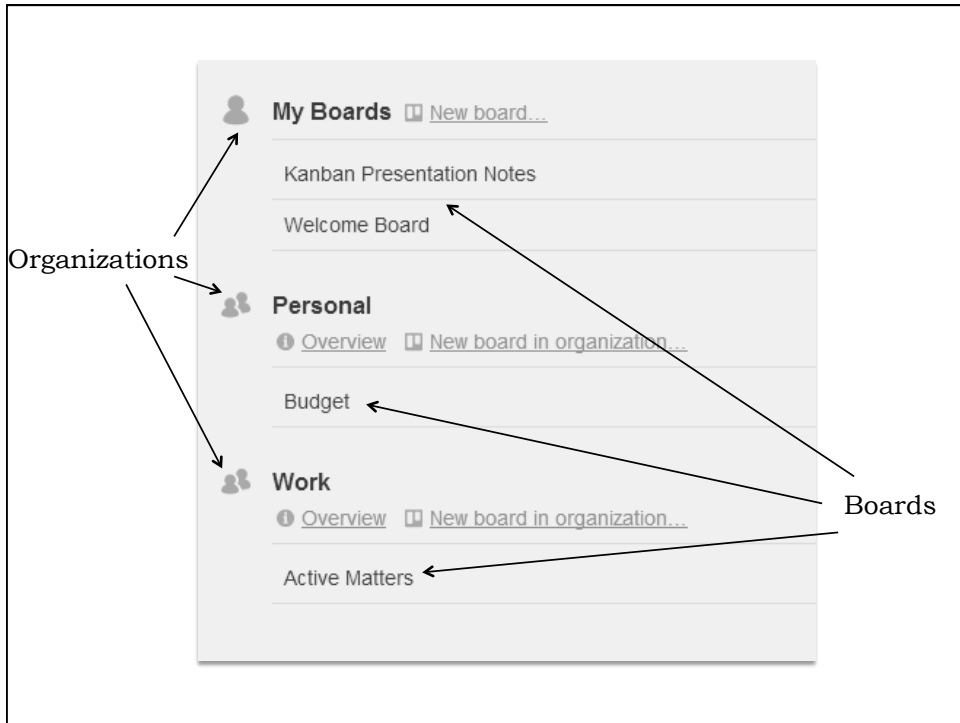 My Boards New board...
Kanban Presentation Notes
Welcome Board
Organizations
Personal
Overview New board in organization...
Budget
Work
Overview New board in organization...
Boards
Active Matters